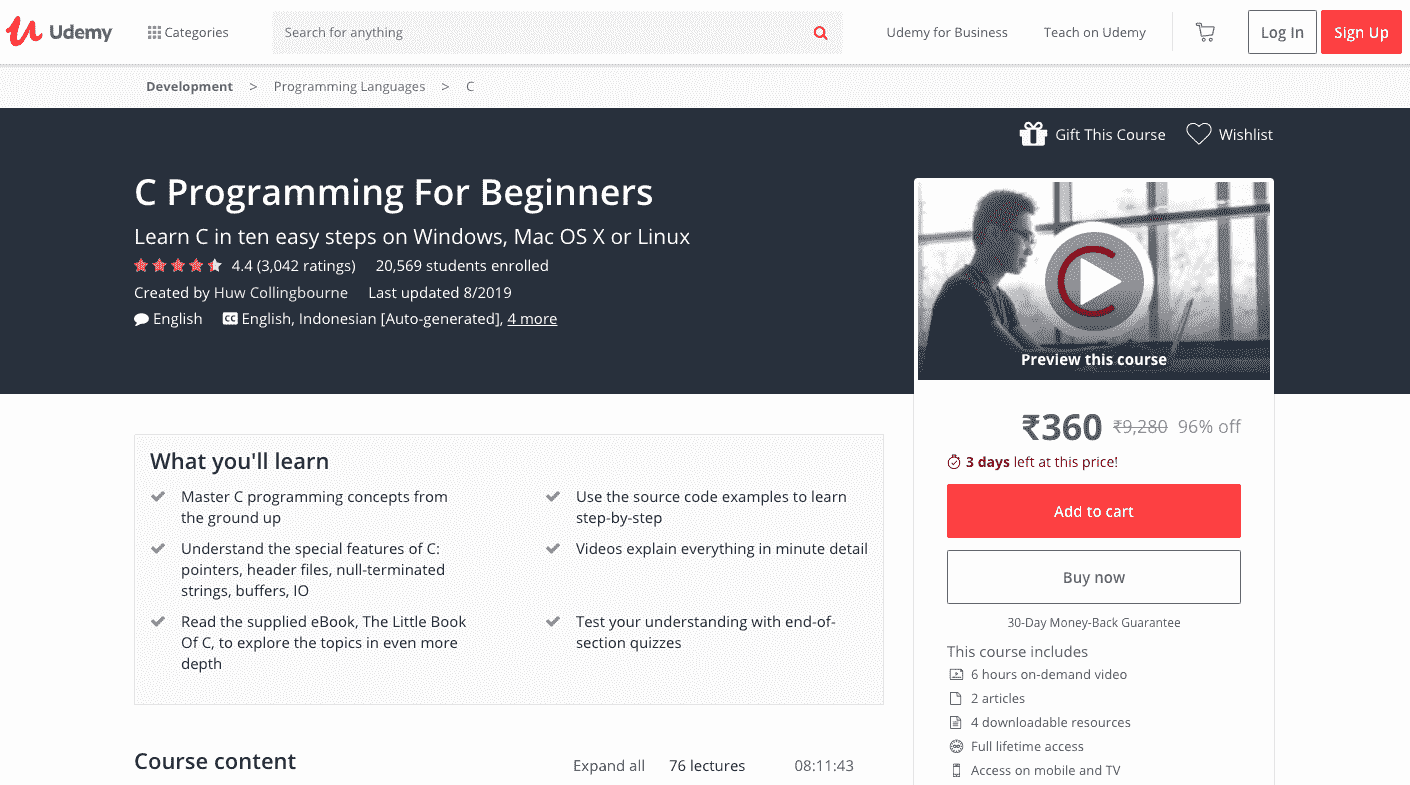 Udemy
Categories
Search for anything
Udemy for Business
Teach on Udemy
Log In
Sign Up
Development > Programming Languages > C
Gift This Course
Wishlist
C Programming For Beginners
Learn C in ten easy steps on Windows, Mac OS X or Linux
4.4 (3,042 ratings) 20,569 students enrolled
Created by Huw Collingbourne Last updated 8/2019
English CC English, Indonesian [Auto-generated], 4 more
Preview this course
₹360 ₹9,280 96% off
3 days left at this price!
Add to cart
Buy now
30-Day Money-Back Guarantee
This course includes
6 hours on-demand video
2 articles
4 downloadable resources
Full lifetime access
Access on mobile and TV
What you'll learn
Master C programming concepts from
the ground up
Use the source code examples to learn
step-by-step
Understand the special features of C:
pointers, header files, null-terminated
strings, buffers, IO
Videos explain everything in minute detail
Read the supplied eBook, The Little Book
Of C, to explore the topics in even more
depth
Test your understanding with end-of-
section quizzes
Course content
Expand all
76 lectures
08:11:43